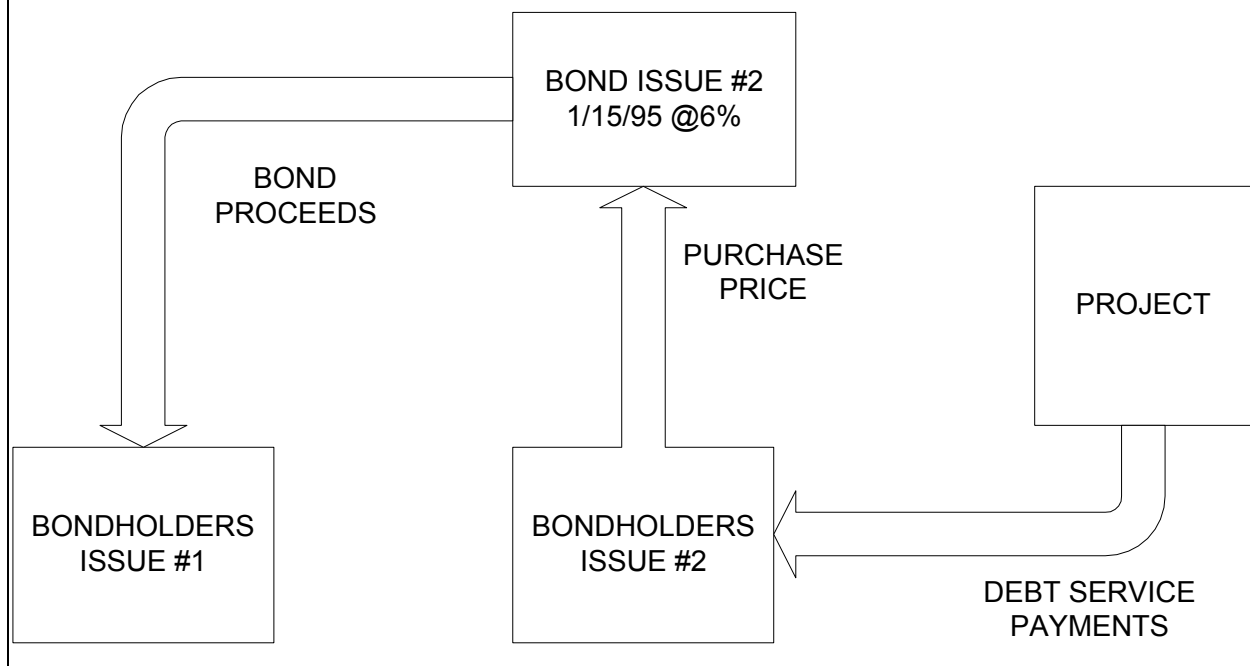 BOND ISSUE #2
1/15/95 @6%
BOND
PROCEEDS
PURCHASE
PRICE
PROJECT
BONDHOLDERS
ISSUE #1
BONDHOLDERS
ISSUE #2
DEBT SERVICE
PAYMENTS